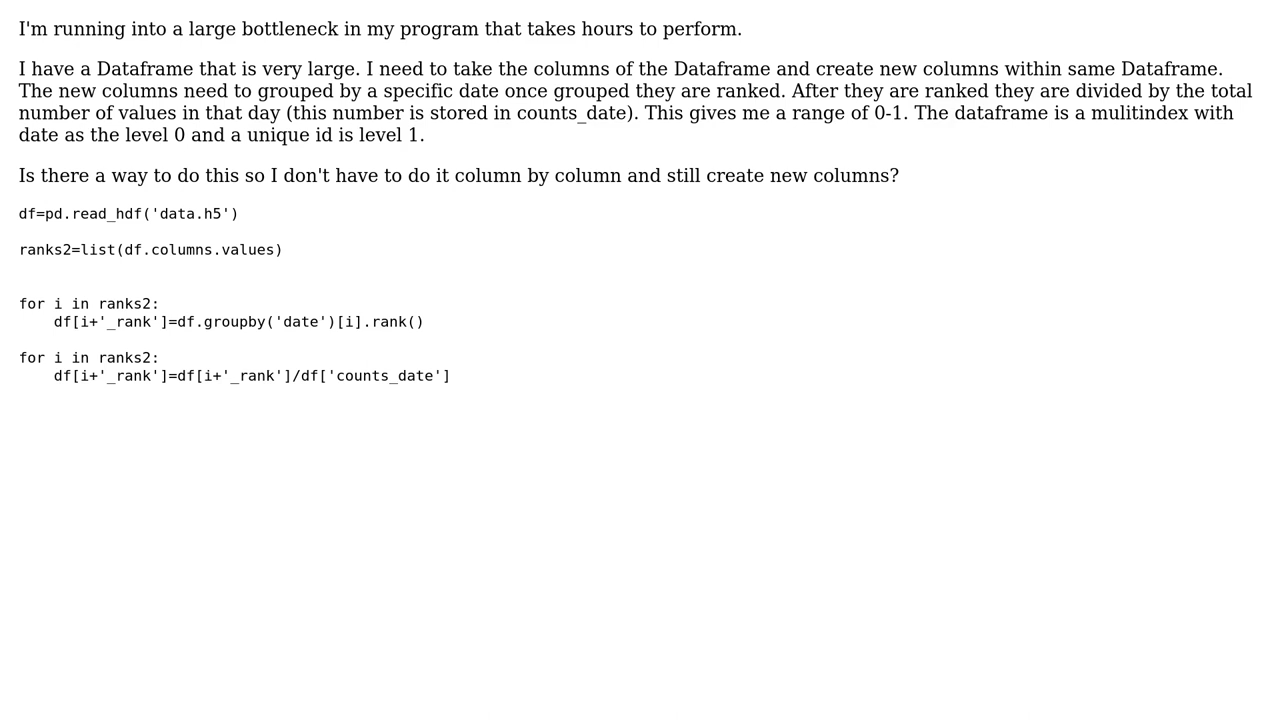 I'm running into a large bottleneck in my program that takes hours to perform.
I have a Dataframe that is very large. I need to take the columns of the Dataframe and create new columns within same Dataframe.
The new columns need to grouped by a specific date once grouped they are ranked. After they are ranked they are divided by the total
number of values in that day (this number is stored in counts_date). This gives me a range of 0-1. The dataframe is a mulitindex with
date as the level 0 and a unique id is level 1.
Is there a way to do this so I don't have to do it column by column and still create new columns?
df=pd.read_hdf('data.h5')
ranks2=list(df.columns.values)
for i in ranks2:
    df[i+'_rank']=df.groupby('date')[i].rank()
for i in ranks2:
    df[i+'_rank']=df[i+'_rank']/df['counts_date']